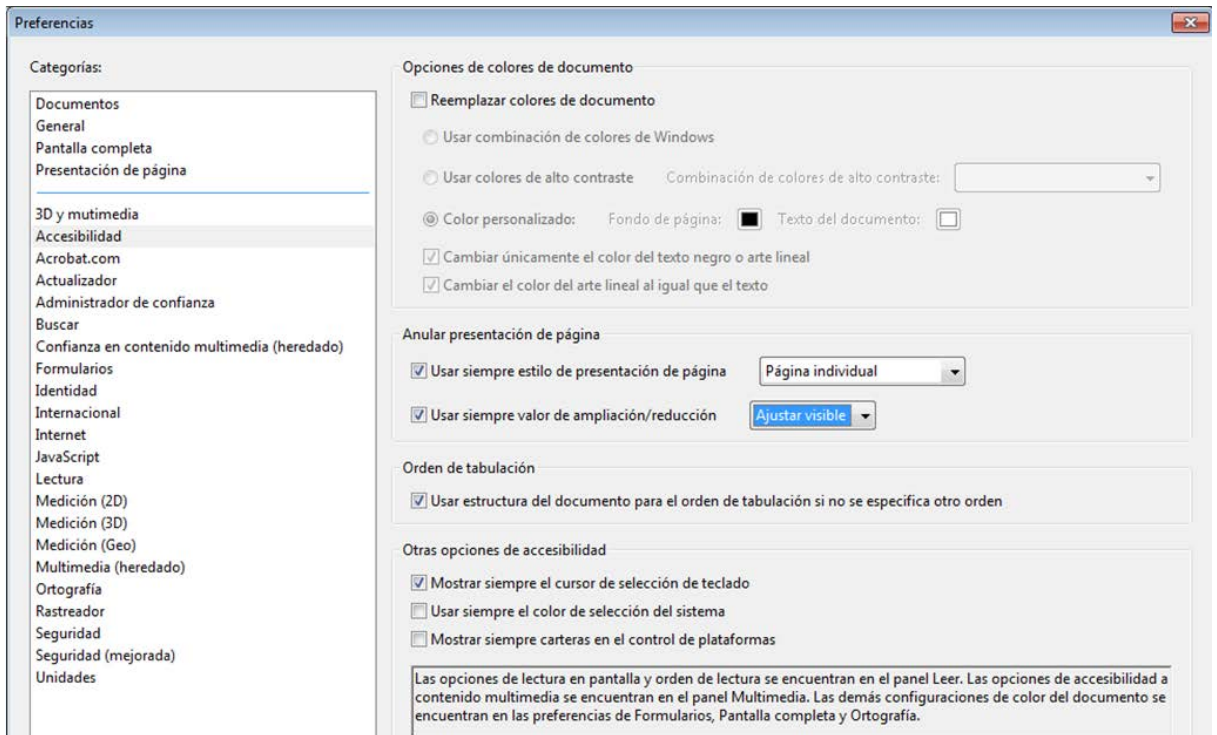 Preferencias
Categorías:
Documentos
General
Pantalla completa
Presentación de página
3D y mutimedia
Accesibilidad
Acrobat.com
Actualizador
Administrador de confianza
Buscar
Confianza en contenido multimedia (heredado)
Formularios
Identidad
Internacional
Internet
JavaScript
Lectura
Medición (2D)
Medición (3D)
Medición (Geo)
Multimedia (heredado)
Ortografía
Rastreador
Seguridad
Seguridad (mejorada)
Unidades
Opciones de colores de documento
Reemplazar colores de documento
Usar combinación de colores de Windows
Usar colores de alto contraste Combinación de colores de alto contraste:
Color personalizado: Fondo de página: Texto del documento:
Cambiar únicamente el color del texto negro o arte lineal
Cambiar el color del arte lineal al igual que el texto
Anular presentación de página
Usar siempre estilo de presentación de página Página individual
Usar siempre valor de ampliación/reducción Ajustar visible
Orden de tabulación
Usar estructura del documento para el orden de tabulación si no se especifica otro orden
Otras opciones de accesibilidad
Mostrar siempre el cursor de selección de teclado
Usar siempre el color de selección del sistema
Mostrar siempre carteras en el control de plataformas
Las opciones de lectura en pantalla y orden de lectura se encuentran en el panel Leer. Las opciones de accesibilidad a
contenido multimedia se encuentran en el panel Multimedia. Las demás configuraciones de color del documento se
encuentran en las preferencias de Formularios, Pantalla completa y Ortografía.